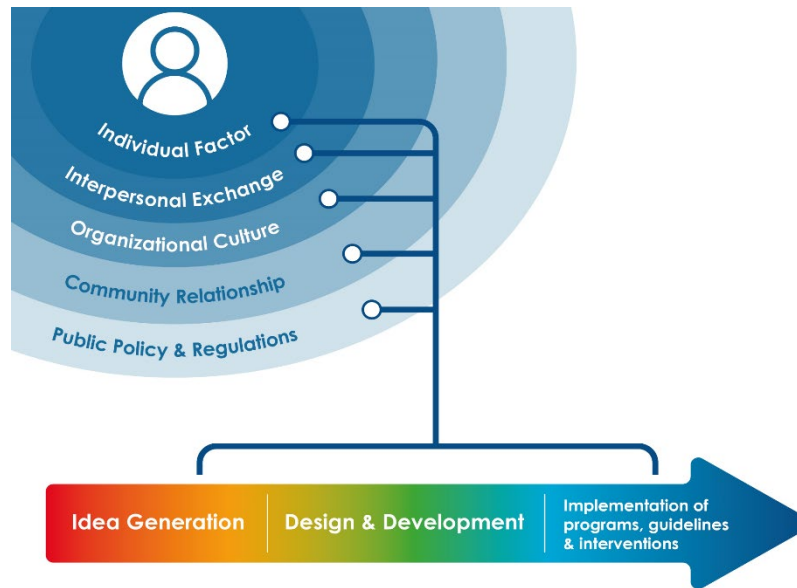 Individual Factor
Interpersonal Exchange
Organizational Culture
Community Relationship
Public Policy & Regulations
Idea Generation
Design & Development
Implementation of
programs, guidelines
& interventions